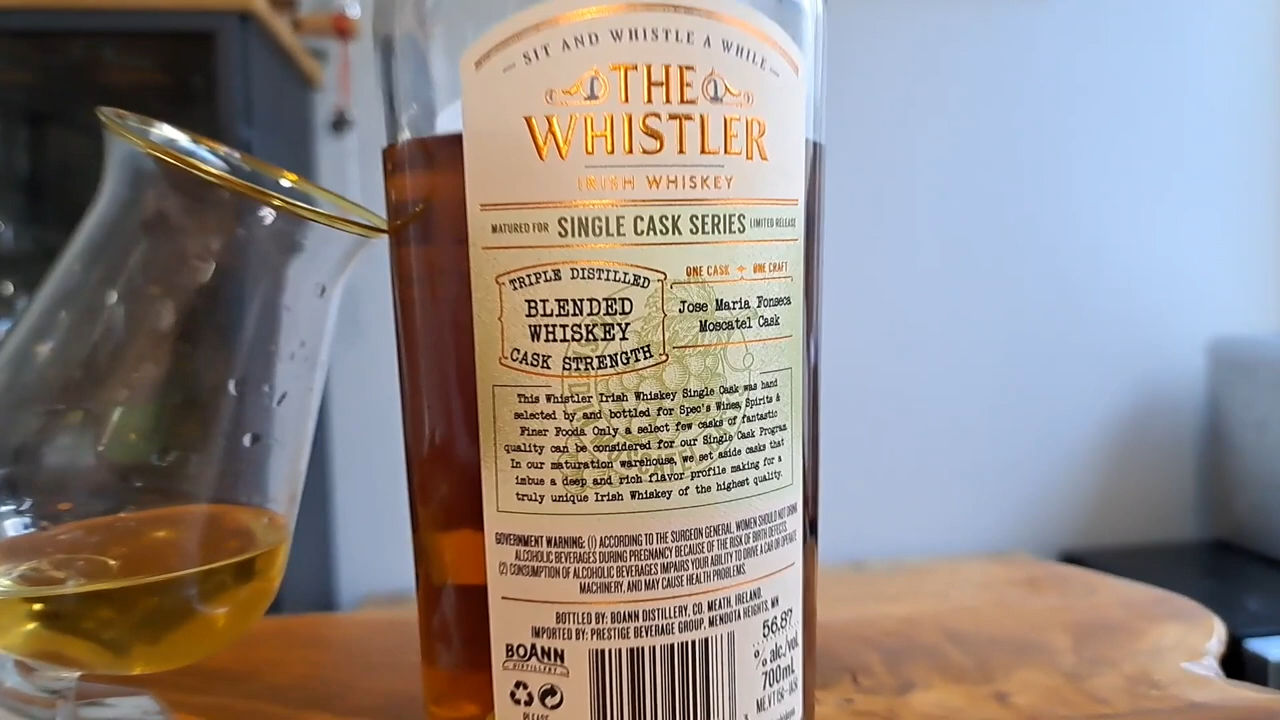 SIT AND WHISTLE A WHILE
THE
WHISTLER
IRISH WHISKEY
MATURED FOR SINGLE CASK SERIES LIMITED RELEASE
TRIPLE DISTILLED
BLENDED
WHISKEY
CASK STRENGTH
ONE CASK ONE CRAFT
Jose Maria Fonseca
Moscatel Cask
This Whistler Irish Whiskey Single Cask was hand
selected by and bottled for Spec's Wines, Spirits &
Finer Foods. Only a select few casks of fantastic
quality can be considered for our Single Cask Program.
In our maturation warehouse, we set aside casks that
imbue a deep and rich flavor profile making for a
truly unique Irish Whiskey of the highest quality.
GOVERNMENT WARNING: (1) ACCORDING TO THE SURGEON GENERAL, WOMEN SHOULD NOT DRINK
ALCOHOLIC BEVERAGES DURING PREGNANCY BECAUSE OF THE RISK OF BIRTH DEFECTS.
(2) CONSUMPTION OF ALCOHOLIC BEVERAGES IMPAIRS YOUR ABILITY TO DRIVE A CAR OR OPERATE
MACHINERY, AND MAY CAUSE HEALTH PROBLEMS.
BOTTLED BY: BOANN DISTILLERY, CO. MEATH, IRELAND.
IMPORTED BY: PRESTIGE BEVERAGE GROUP, MENDOTA HEIGHTS, MN
BOANN
DISTILLERY
PLEASE
56.87
% alc./vol.
700mL